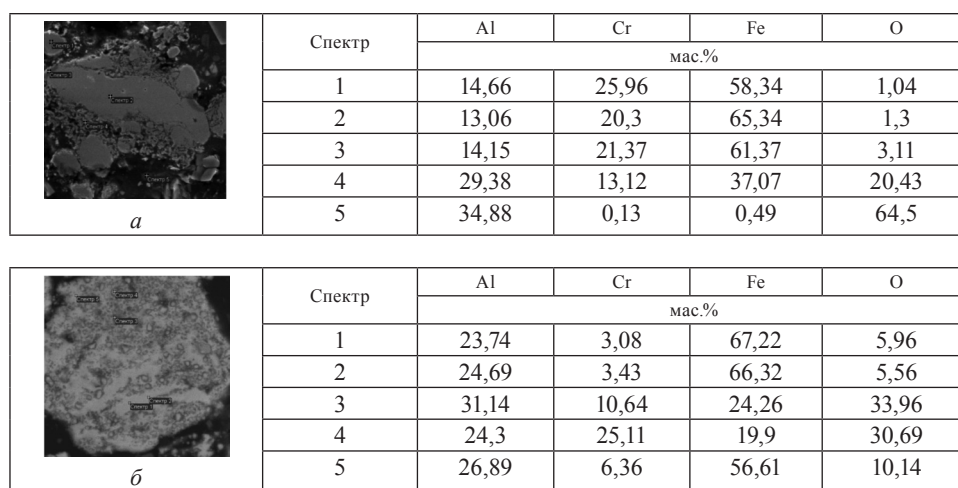 Спектр Al Cr Fe O
мас.%
1 14,66 25,96 58,34 1,04
2 13,06 20,3 65,34 1,3
3 14,15 21,37 61,37 3,11
4 29,38 13,12 37,07 20,43
5 34,88 0,13 0,49 64,5
а
Спектр Al Cr Fe O
мас.%
1 23,74 3,08 67,22 5,96
2 24,69 3,43 66,32 5,56
3 31,14 10,64 24,26 33,96
4 24,3 25,11 19,9 30,69
5 26,89 6,36 56,61 10,14
б